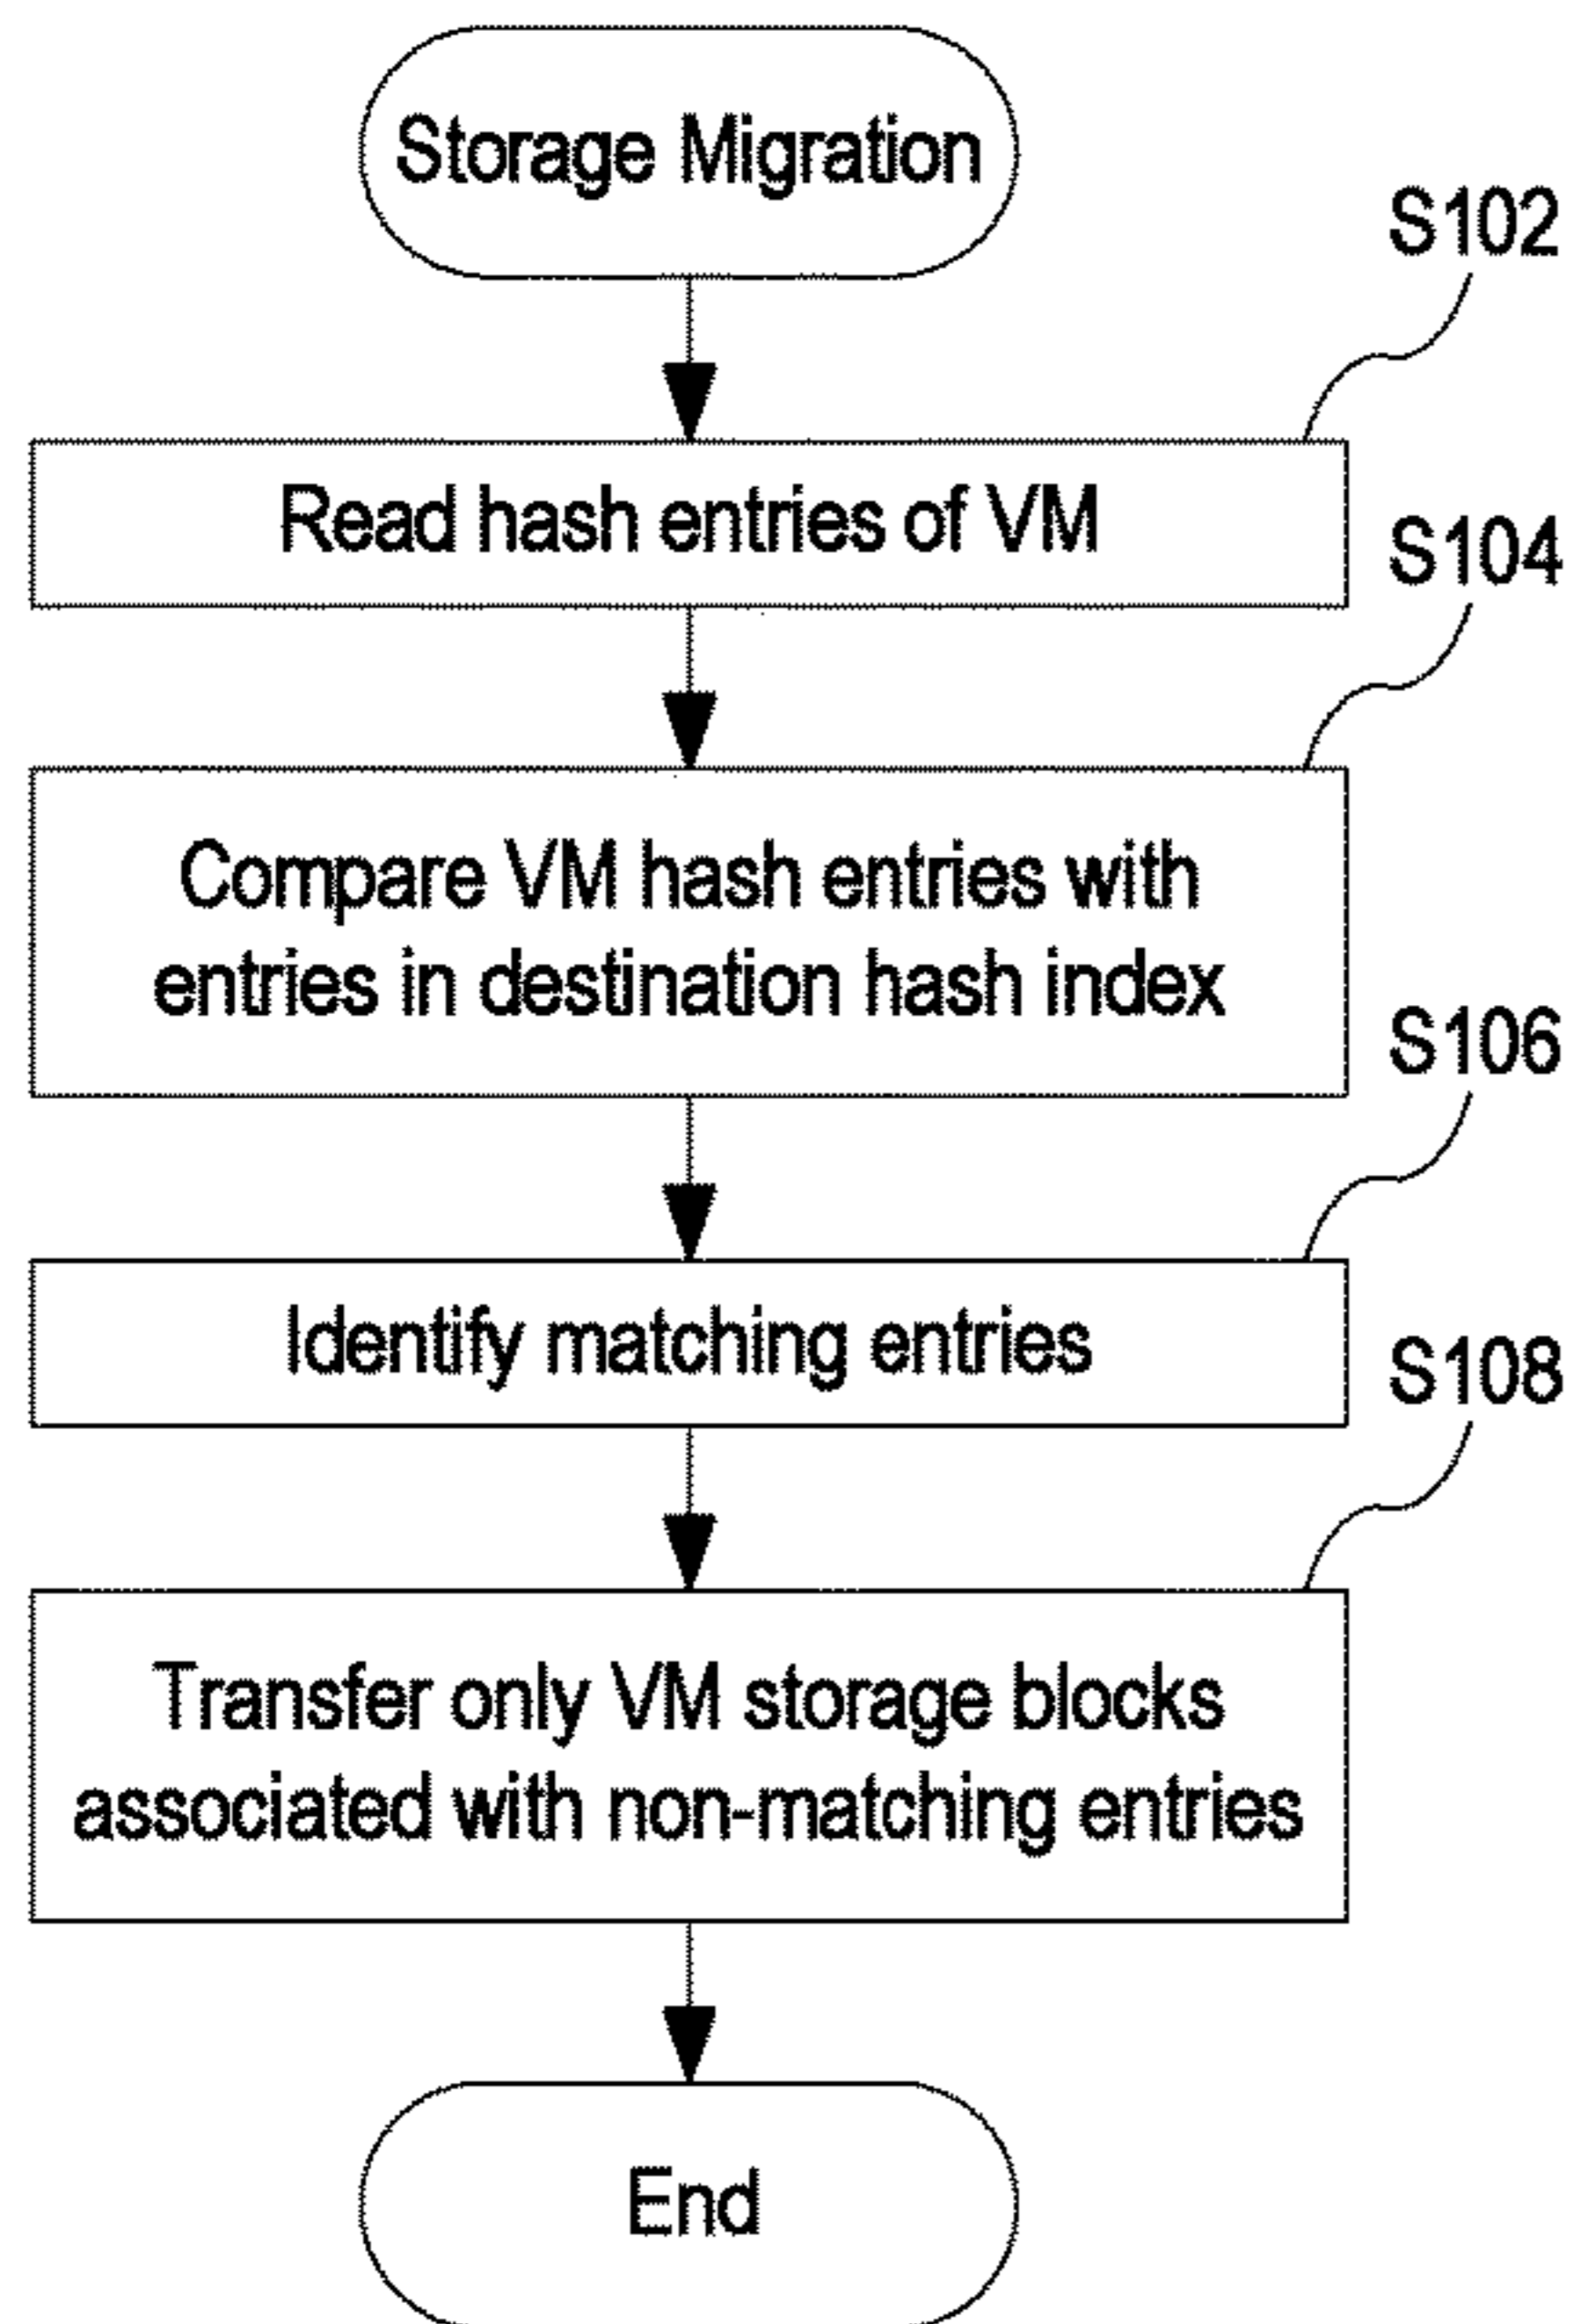 Storage Migration
S102
Read hash entries of VM
S104
Compare VM hash entries with
entries in destination hash index
S106
Identify matching entries
S108
Transfer only VM storage blocks
associated with non-matching entries
End